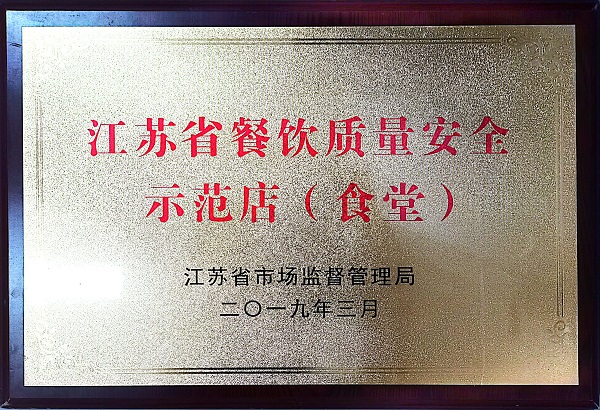 江苏省餐饮质量安全
示范店（食堂）
江苏省市场监督管理局
二〇一九年三月